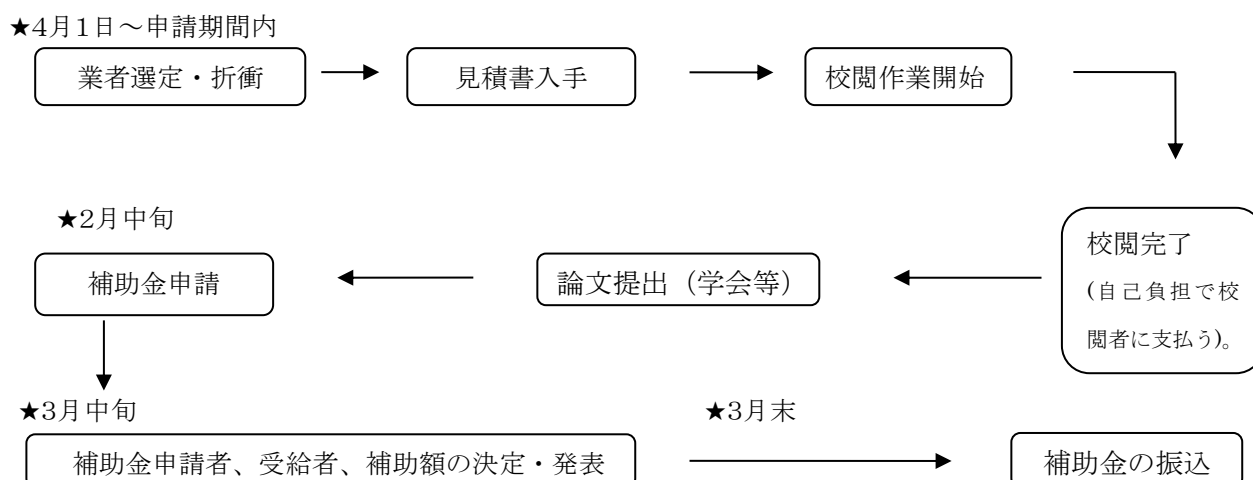 ★4月1日～申請期間内
業者選定・折衝
見積書入手
校閲作業開始
校閲完了
(自己負担で校
閲者に支払う)。
論文提出（学会等）
★2月中旬
補助金申請
★3月中旬
補助金申請者、受給者、補助額の決定・発表
★3月末
補助金の振込